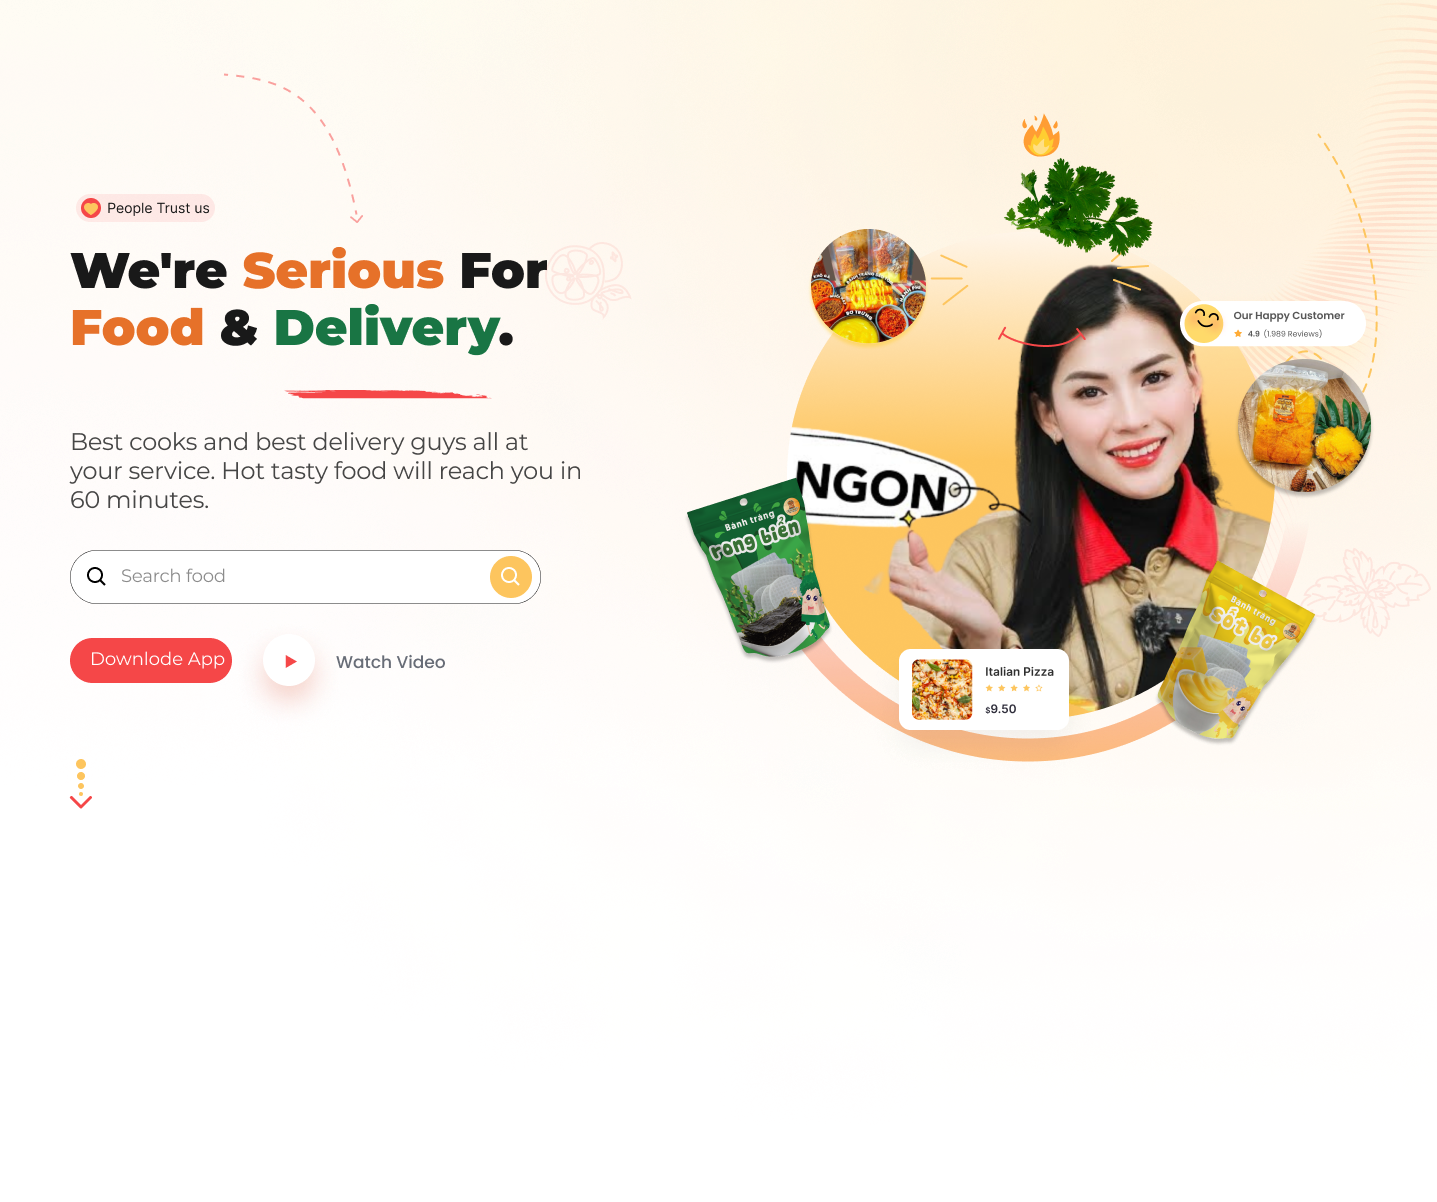 People Trust us
We're Serious For
Food & Delivery.
Best cooks and best delivery guys all at
your service. Hot tasty food will reach you in
60 minutes.
Search food
Downlode App
Watch Video
NGON
Bánh tráng
rong biển
Our Happy Customer
4.9 (1.989 Reviews)
Bánh tráng
sốt bơ
Italian Pizza
$9.50